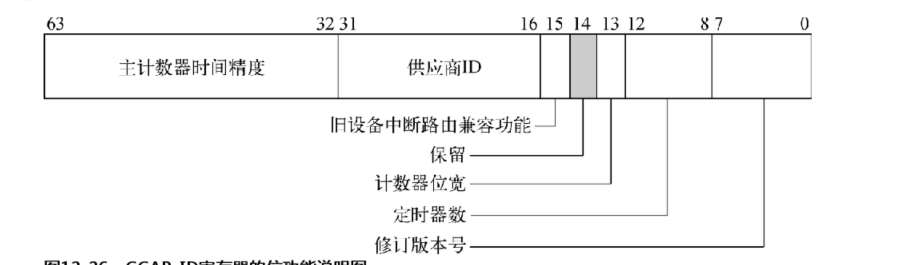 63 32 31 16 15 14 13 12 8 7 0
主计数器时间精度 供应商ID
旧设备中断路由兼容功能
保留
计数器位宽
定时器数
修订版本号